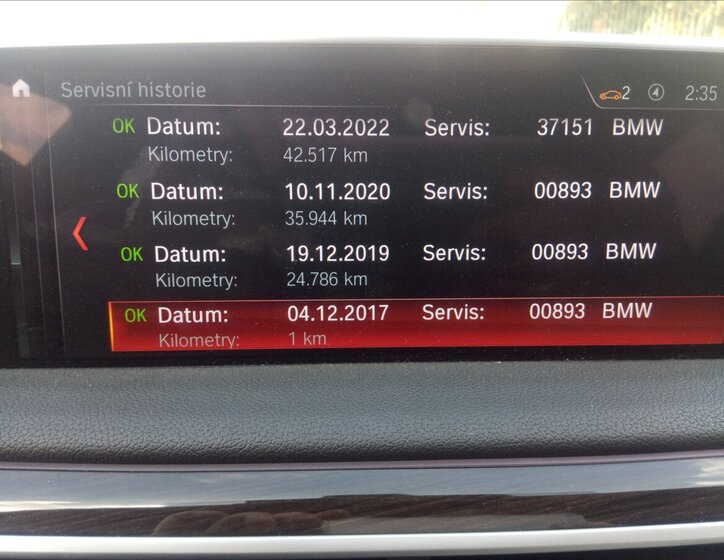 Servisní historie 2 2:35
OK Datum: 22.03.2022 Servis: 37151 BMW
Kilometry: 42.517 km
OK Datum: 10.11.2020 Servis: 00893 BMW
Kilometry: 35.944 km
OK Datum: 19.12.2019 Servis: 00893 BMW
Kilometry: 24.786 km
OK Datum: 04.12.2017 Servis: 00893 BMW
Kilometry: 1 km